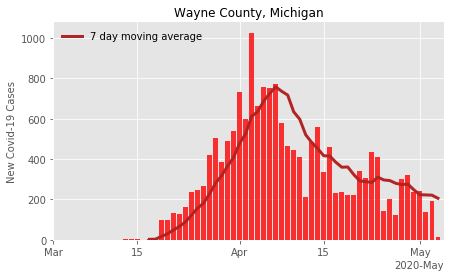 Wayne County, Michigan
7 day moving average
New Covid-19 Cases
1000
800
600
400
200
0
Mar
15
Apr
15
May
2020-May